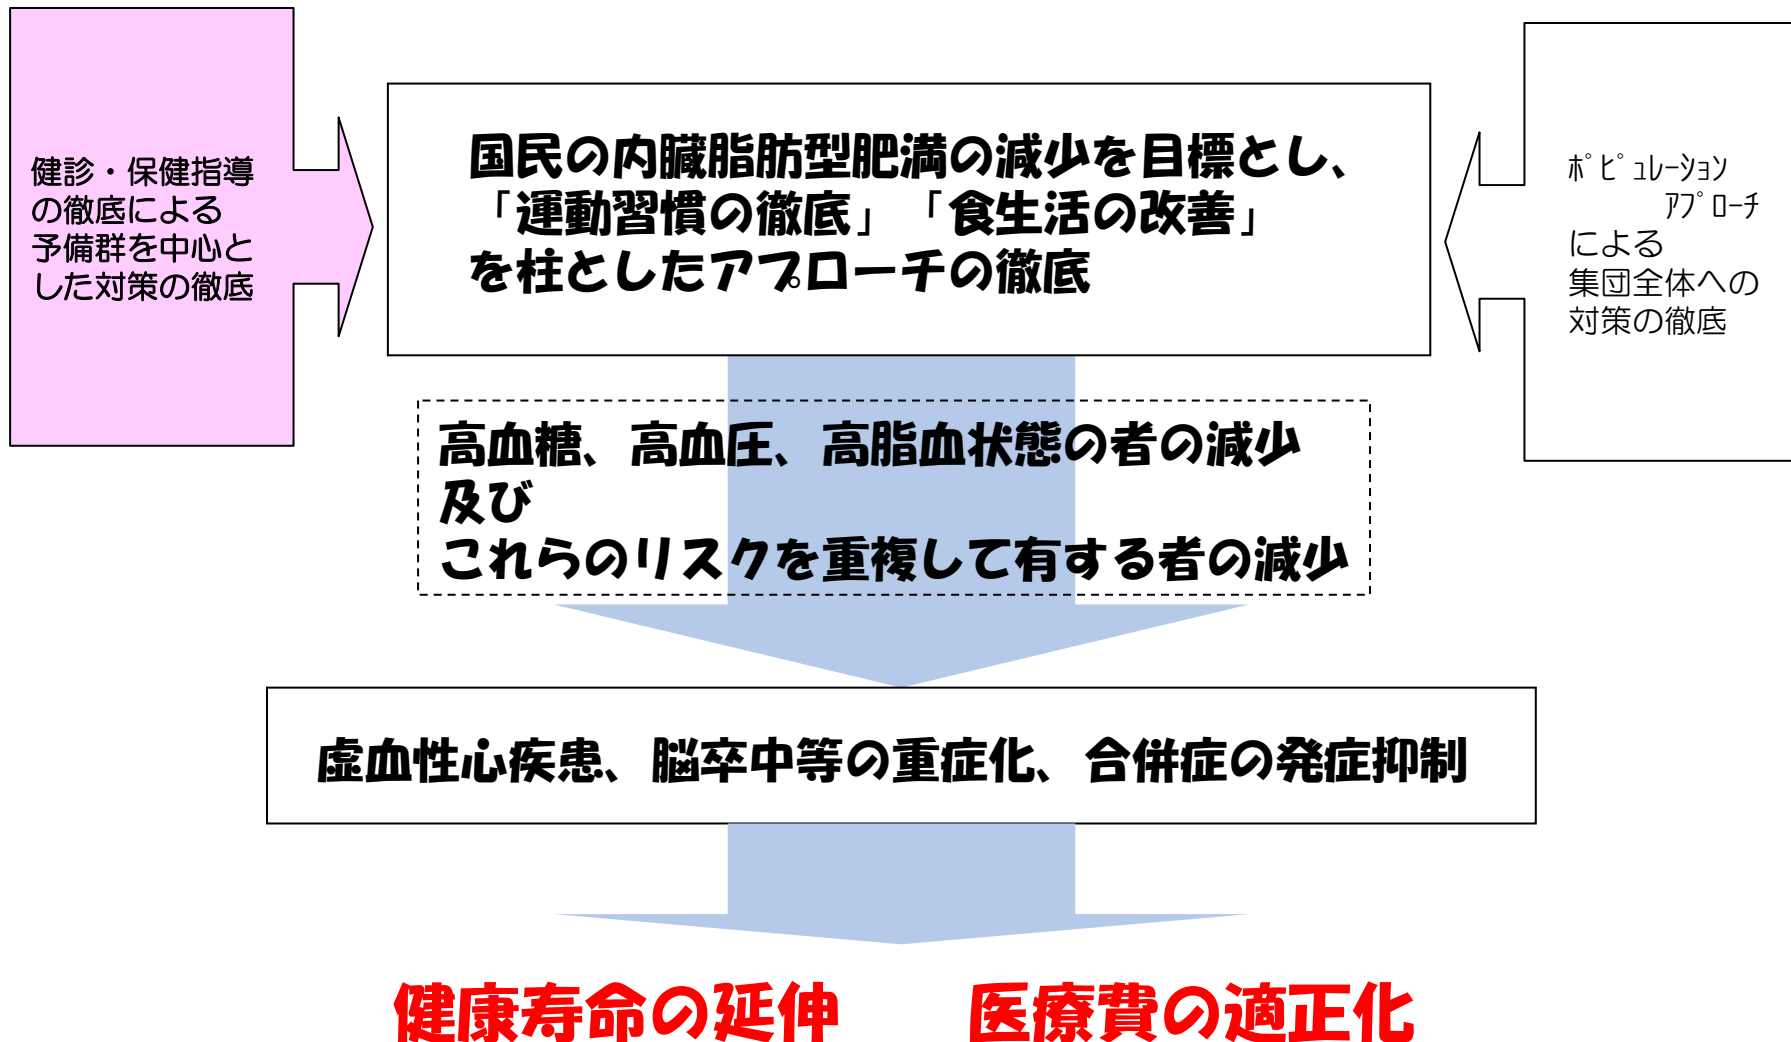 健診・保健指導
の徹底による
予備群を中心と
した対策の徹底
国民の内臓脂肪型肥満の減少を目標とし、
「運動習慣の徹底」「食生活の改善」
を柱としたアプローチの徹底
ﾎﾟﾋﾟｭﾚｰｼｮﾝ
ｱﾌﾟﾛｰﾁ
による
集団全体への
対策の徹底
高血糖、高血圧、高脂血状態の者の減少
及び
これらのリスクを重複して有する者の減少
虚血性心疾患、脳卒中等の重症化、合併症の発症抑制
健康寿命の延伸　　医療費の適正化